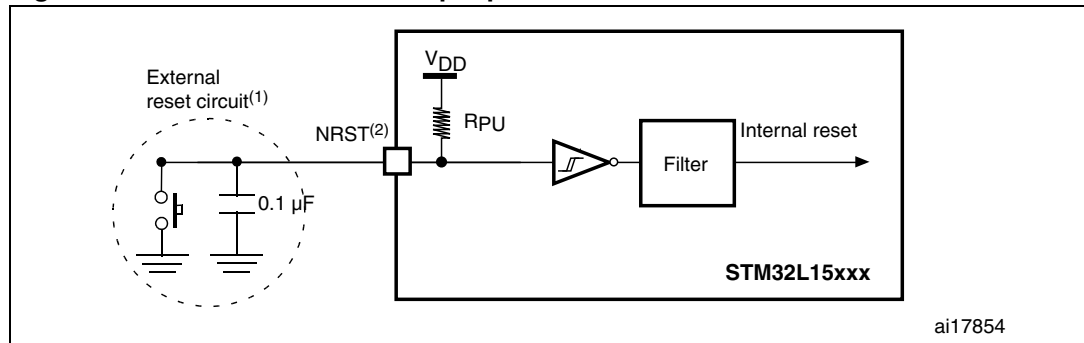 External
reset circuit(1)
NRST(2)
VDD
RPU
0.1 µF
Filter
Internal reset
STM32L15xxx
ai17854